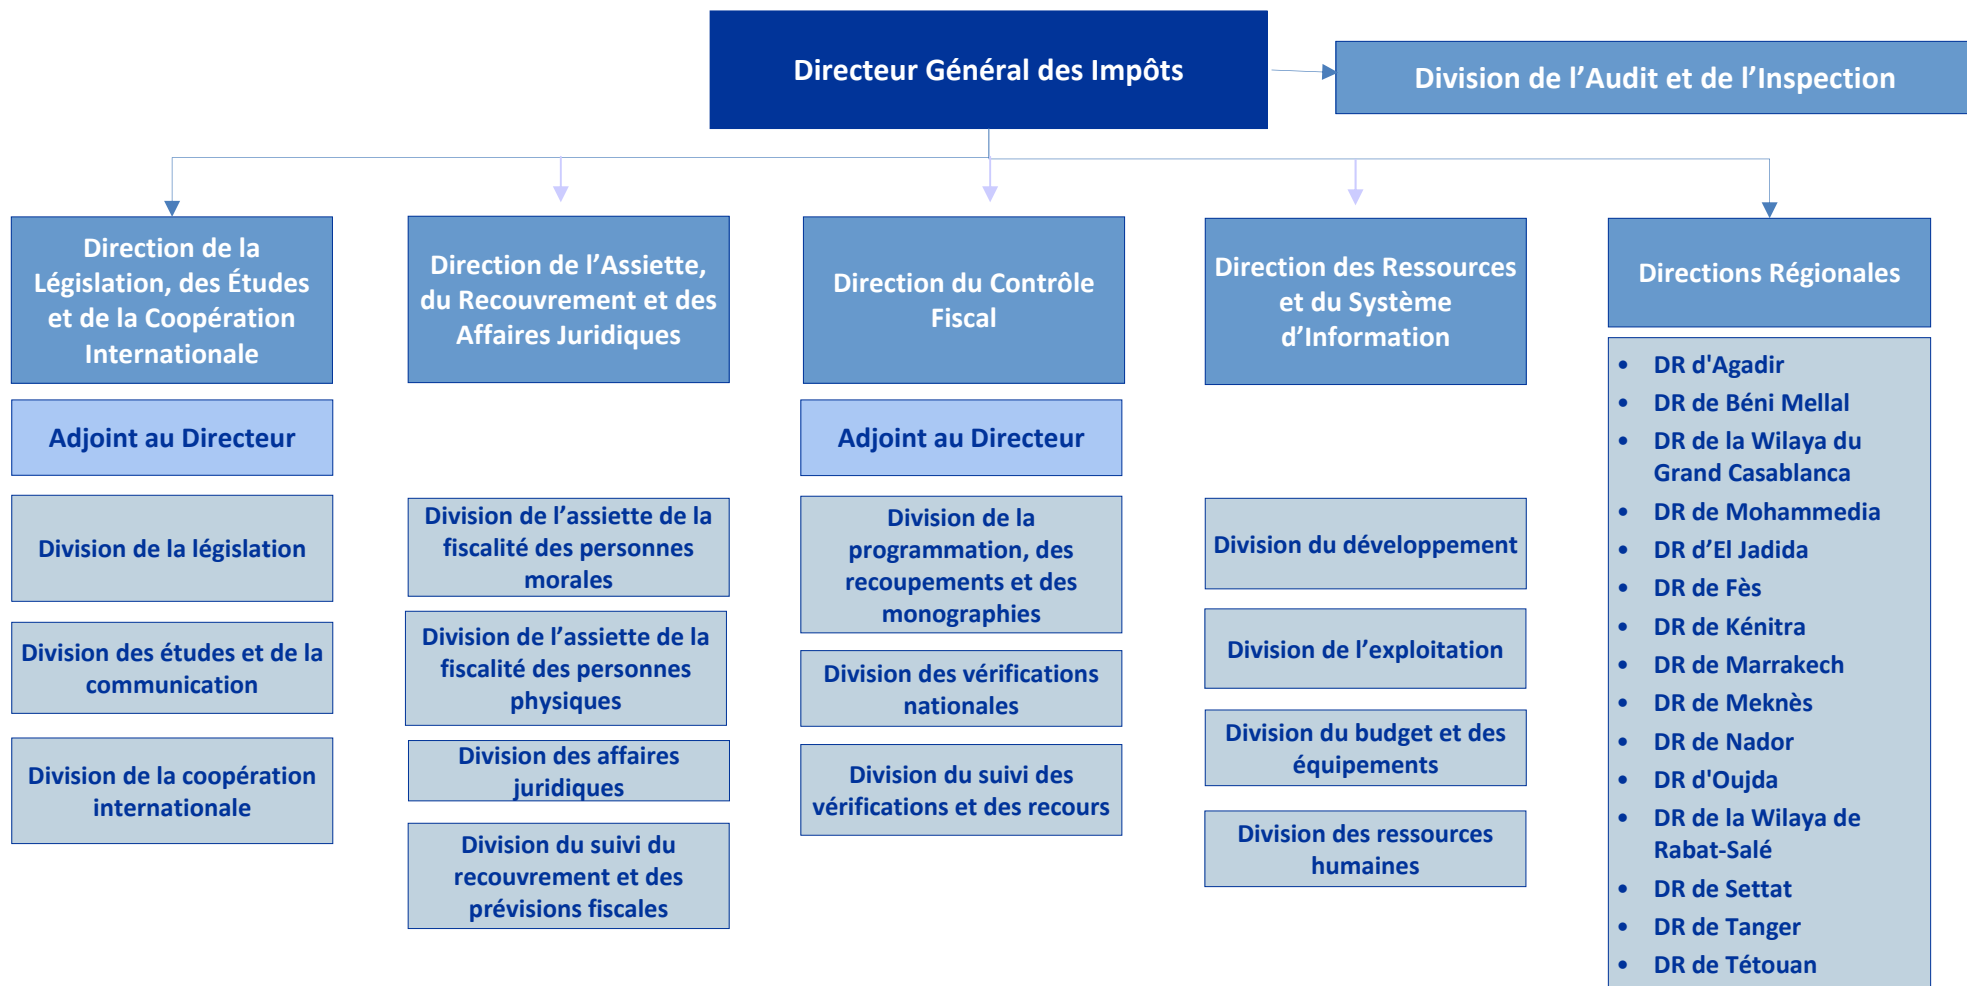 Directeur Général des Impôts
Division de l’Audit et de l’Inspection
Direction de la
Législation, des Études
et de la Coopération
Internationale
Adjoint au Directeur
Division de la législation
Division des études et de la
communication
Division de la coopération
internationale
Direction de l’Assiette,
du Recouvrement et des
Affaires Juridiques
Division de l’assiette de la
fiscalité des personnes
morales
Division de l’assiette de la
fiscalité des personnes
physiques
Division des affaires
juridiques
Division du suivi du
recouvrement et des
prévisions fiscales
Direction du Contrôle
Fiscal
Adjoint au Directeur
Division de la
programmation, des
recoupements et des
monographies
Division des vérifications
nationales
Division du suivi des
vérifications et des recours
Direction des Ressources
et du Système
d’Information
Division du développement
Division de l’exploitation
Division du budget et des
équipements
Division des ressources
humaines
Directions Régionales
• DR d'Agadir
• DR de Béni Mellal
• DR de la Wilaya du
Grand Casablanca
• DR de Mohammedia
• DR d’El Jadida
• DR de Fès
• DR de Kénitra
• DR de Marrakech
• DR de Meknès
• DR de Nador
• DR d'Oujda
• DR de la Wilaya de
Rabat-Salé
• DR de Settat
• DR de Tanger
• DR de Tétouan